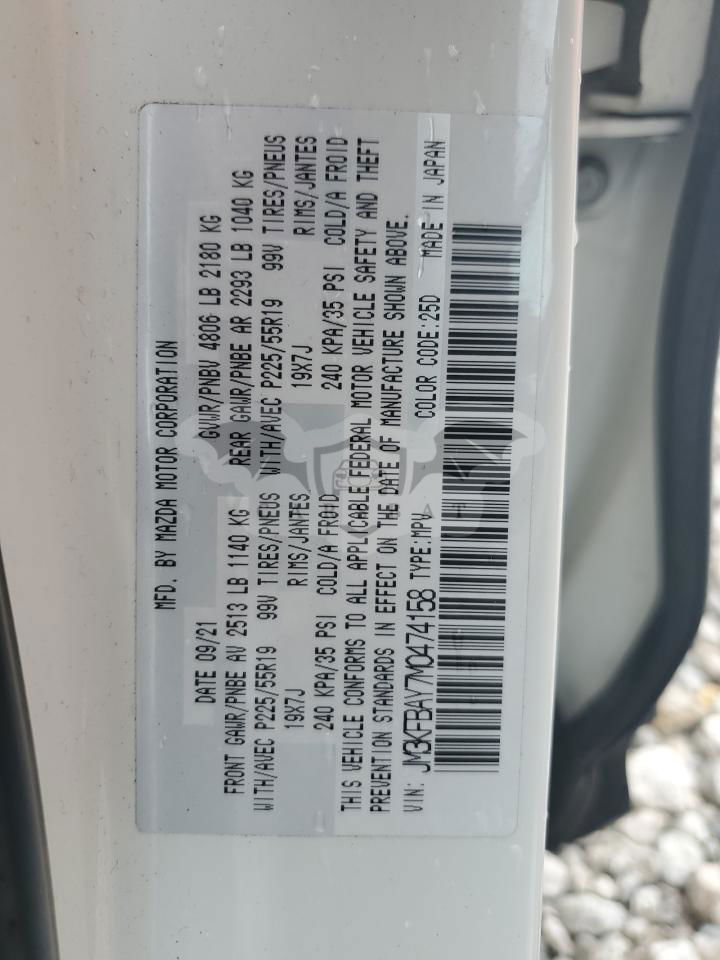 MFD. BY MAZDA MOTOR CORPORATION
DATE 09/21 GVWR/PNBV 4806 LB 2180 KG
FRONT GAWR/PNBE AV 2513 LB 1140 KG REAR GAWR/PNBE AR 2293 LB 1040 KG
WITH/AVEC P225/55R19 99V TIRES/PNEUS WITH/AVEC P225/55R19 99V TIRES/PNEUS
19X7J RIMS/JANTES 19X7J RIMS/JANTES
240 KPA/35 PSI COLD/A FROID 240 KPA/35 PSI COLD/A FROID
THIS VEHICLE CONFORMS TO ALL APPLICABLE FEDERAL MOTOR VEHICLE SAFETY AND THEFT
PREVENTION STANDARDS IN EFFECT ON THE DATE OF MANUFACTURE SHOWN ABOVE.
VIN: JM3KFBAY7M0474158 TYPE:MPV COLOR CODE:25D MADE IN JAPAN